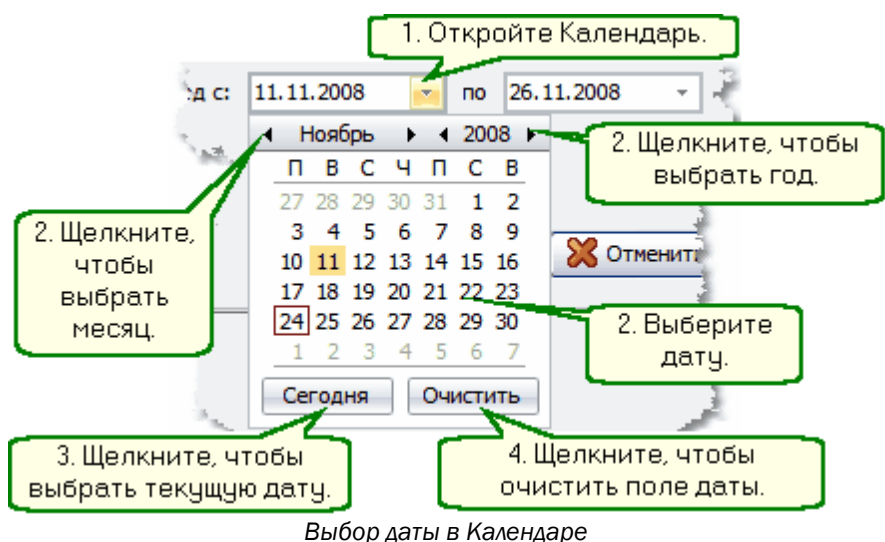 1. Откройте Календарь.
д с: 11.11.2008 по 26.11.2008
Ноябрь 2008
П В С Ч П С В
27 28 29 30 31 1 2
3 4 5 6 7 8 9
10 11 12 13 14 15 16
17 18 19 20 21 22 23
24 25 26 27 28 29 30
1 2 3 4 5 6 7
Сегодня Очистить
2. Щелкните, чтобы
выбрать год.
2. Щелкните,
чтобы
выбрать
месяц.
Отменить
2. Выберите
дату.
3. Щелкните, чтобы
выбрать текущую дату.
4. Щелкните, чтобы
очистить поле даты.
Выбор даты в Календаре